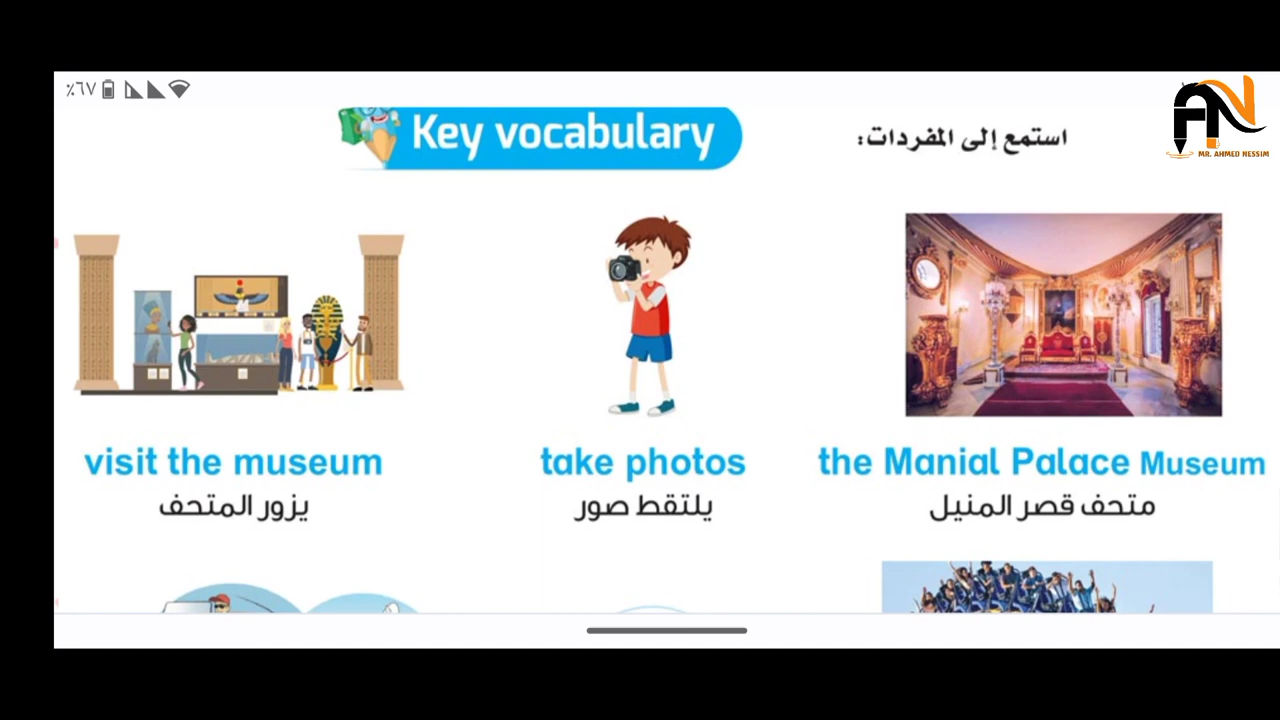 ٪٦٧
Key vocabulary
استمع إلى المفردات:
MR. AHMED NESSIM
visit the museum
يزور المتحف
take photos
يلتقط صور
the Manial Palace Museum
متحف قصر المنيل